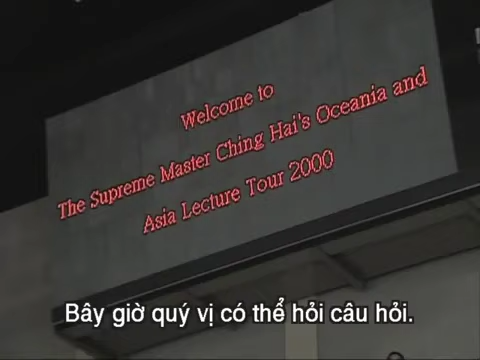 Welcome to
The Supreme Master Ching Hai's Oceania and
Asia Lecture Tour 2000
Bây giờ quý vị có thể hỏi câu hỏi.